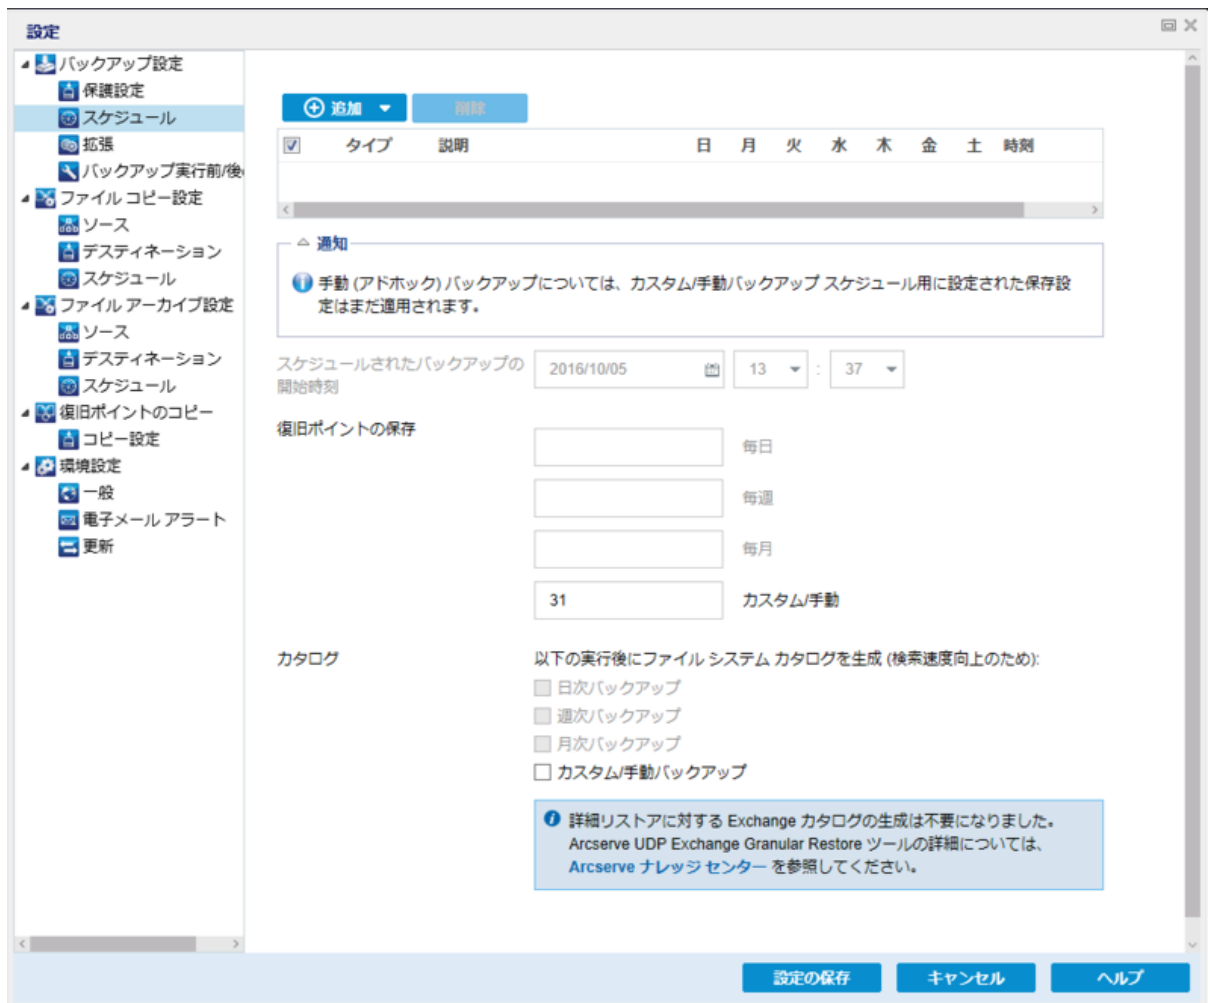 設定
バックアップ設定
保護設定
スケジュール
拡張
バックアップ実行前/後
ファイル コピー設定
ソース
デスティネーション
スケジュール
ファイル アーカイブ設定
ソース
デスティネーション
スケジュール
復旧ポイントのコピー
コピー設定
環境設定
一般
電子メール アラート
更新
追加 削除
タイプ 説明 日 月 火 水 木 金 土 時刻
通知
手動 (アドホック) バックアップについては、カスタム/手動バックアップ スケジュール用に設定された保存設
定はまだ適用されます。
スケジュールされたバックアップの
開始時刻
2016/10/05 13 : 37
復旧ポイントの保存
毎日
毎週
毎月
31 カスタム/手動
カタログ
以下の実行後にファイル システム カタログを生成 (検索速度向上のため):
日次バックアップ
週次バックアップ
月次バックアップ
カスタム/手動バックアップ
詳細リストアに対する Exchange カタログの生成は不要になりました。
Arcserve UDP Exchange Granular Restore ツールの詳細については、
Arcserve ナレッジ センター を参照してください。
設定の保存 キャンセル ヘルプ